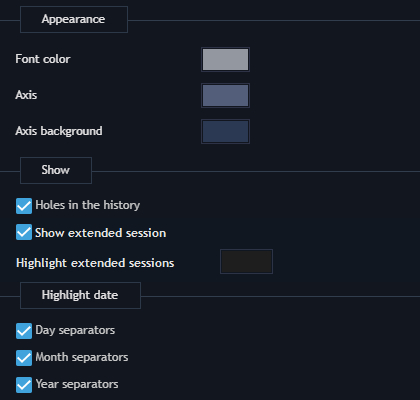 Appearance
Font color
Axis
Axis background
Show
Holes in the history
Show extended session
Highlight extended sessions
Highlight date
Day separators
Month separators
Year separators